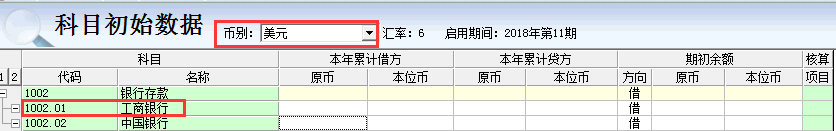 科目初始数据 币别： 美元 汇率：6 启用期间：2018年第11期
科目 本年累计借方 本年累计贷方 期初余额 核算
1 2 代码 名称 原币 本位币 原币 本位币 方向 原币 本位币 项目
1002 银行存款 借
1002.01 工商银行 借
1002.02 中国银行 借